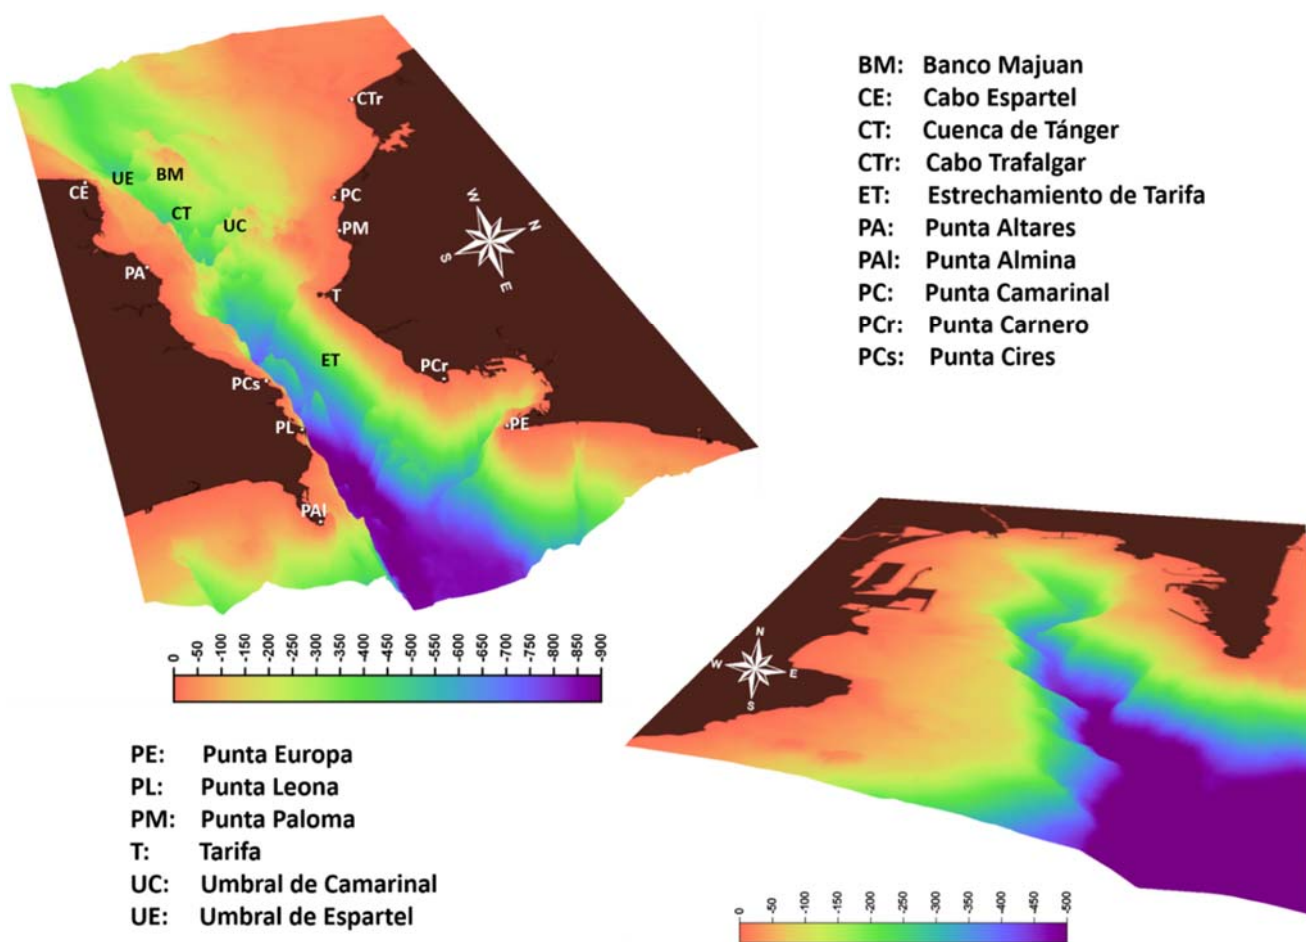 BM: Banco Majuan
CE: Cabo Espartel
CT: Cuenca de Tánger
CTr: Cabo Trafalgar
ET: Estrechamiento de Tarifa
PA: Punta Altares
PAl: Punta Almina
PC: Punta Camarinal
PCr: Punta Carnero
PCs: Punta Cires
CTr
BM
UE
CE
PC
CT
UC
PM
PA
T
ET
PCr
PCs
PL
PE
PAl
W
N
S
E
0 -50 -100 -150 -200 -250 -300 -350 -400 -450 -500 -550 -600 -650 -700 -750 -800 -850 -900
N
W
E
S
PE: Punta Europa
PL: Punta Leona
PM: Punta Paloma
T: Tarifa
UC: Umbral de Camarinal
UE: Umbral de Espartel
0 -50 -100 -150 -200 -250 -300 -350 -400 -450 -500